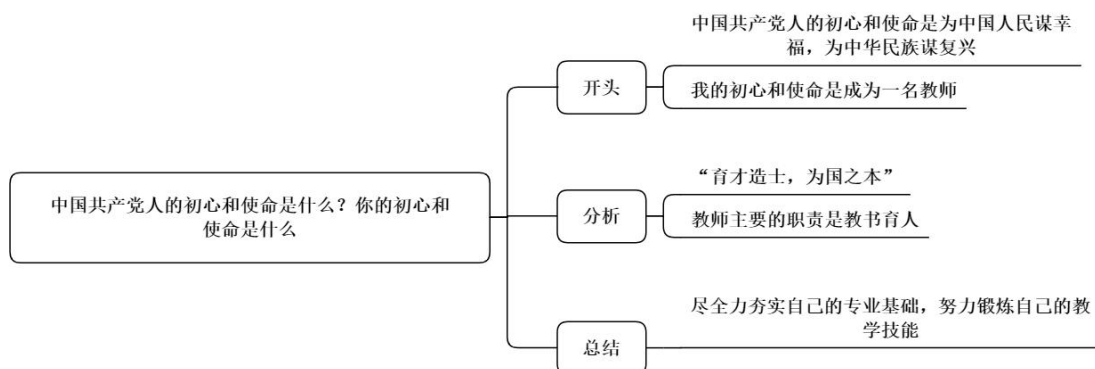 中国共产党人的初心和使命是什么？你的初心和
使命是什么
开头
中国共产党人的初心和使命是为中国人民谋幸
福，为中华民族谋复兴
我的初心和使命是成为一名教师
分析
“育才造士，为国之本”
教师主要的职责是教书育人
总结
尽全力夯实自己的专业基础，努力锻炼自己的教
学技能